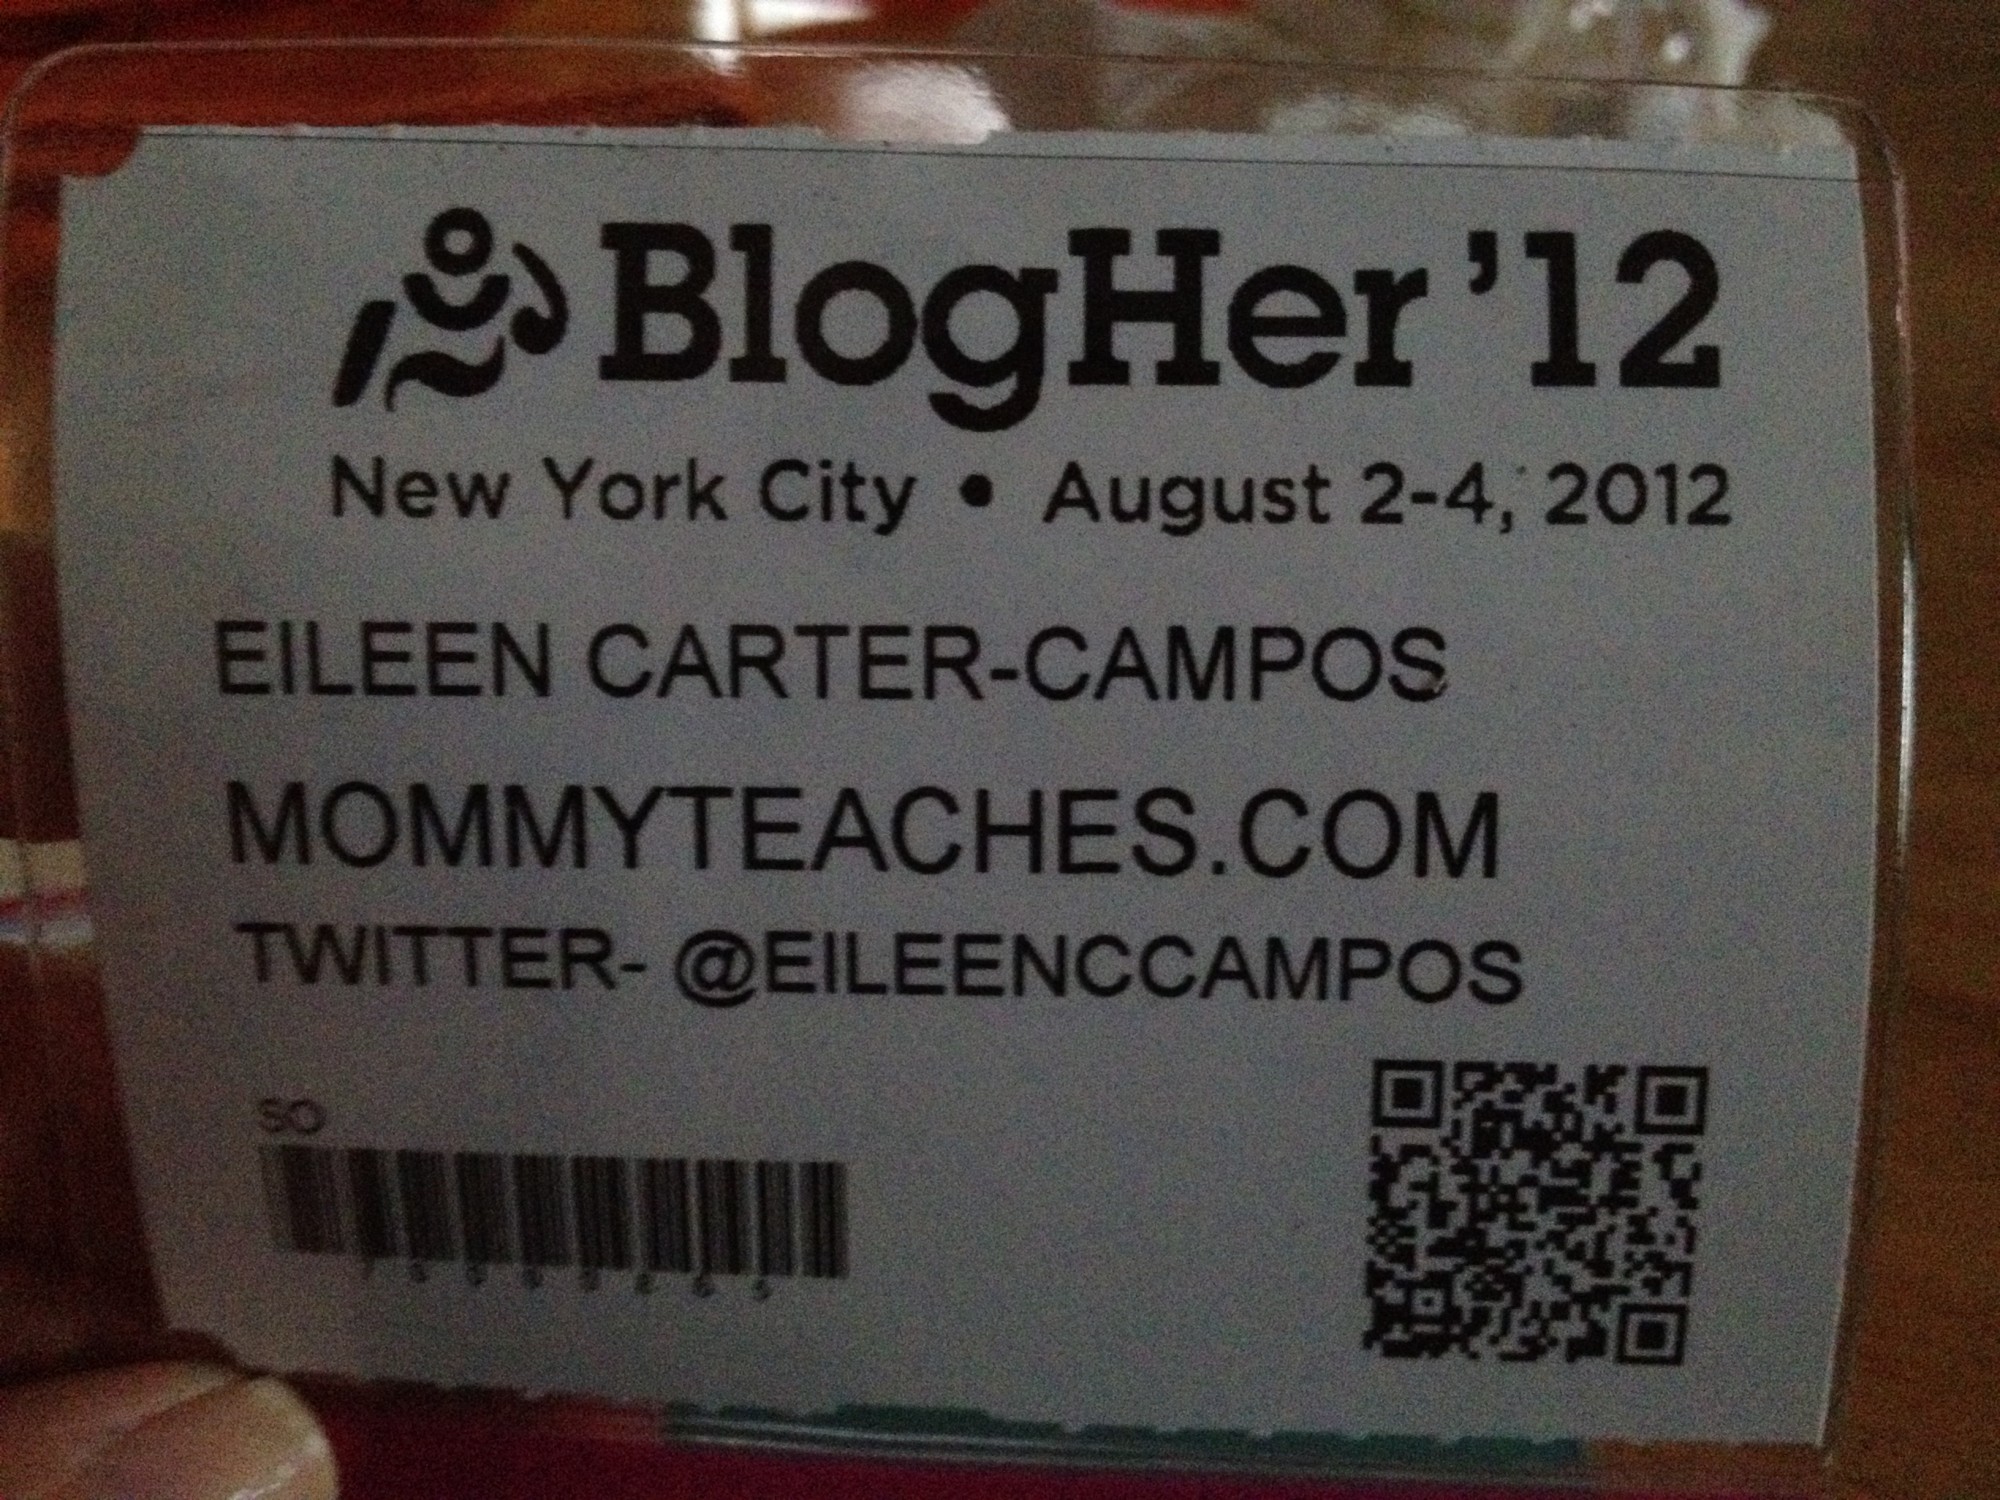 BlogHer '12
New York City • August 2-4, 2012
EILEEN CARTER-CAMPOS
MOMMYTEACHES.COM
TWITTER- @EILEENCCAMPOS
SO